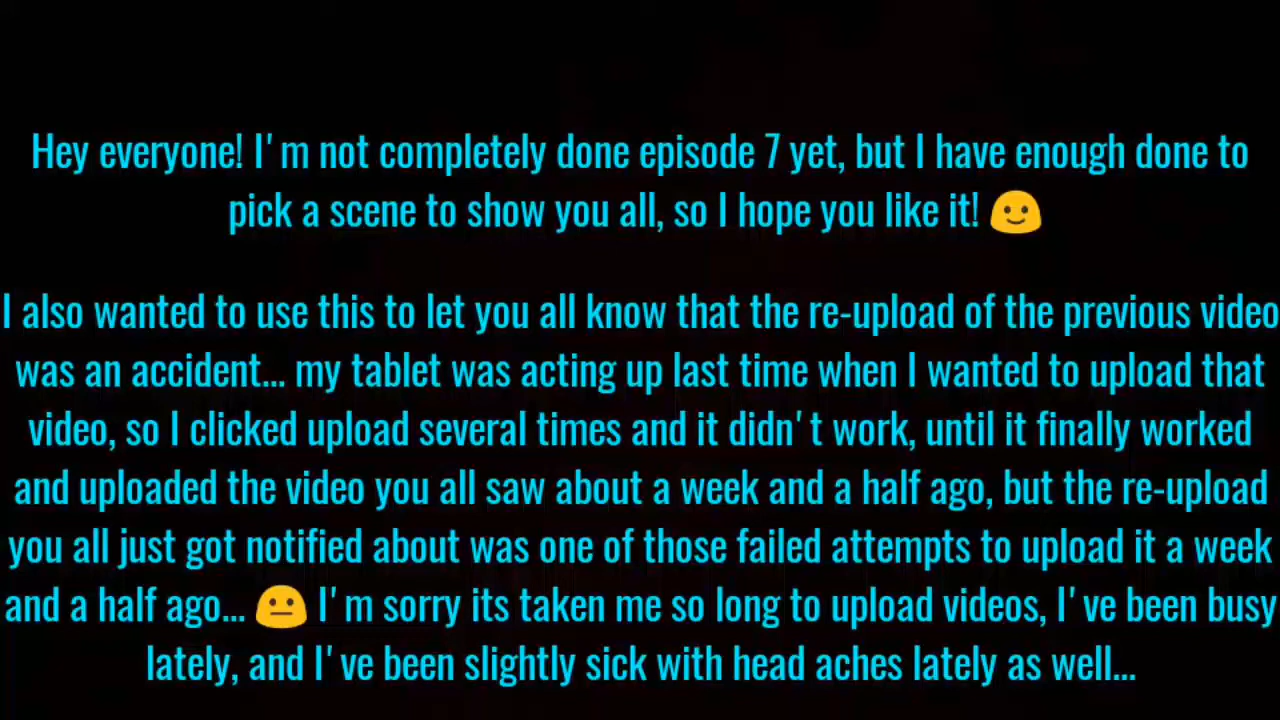 Hey everyone! I'm not completely done episode 7 yet, but I have enough done to
pick a scene to show you all, so I hope you like it! 🙂
I also wanted to use this to let you all know that the re-upload of the previous video
was an accident... my tablet was acting up last time when I wanted to upload that
video, so I clicked upload several times and it didn't work, until it finally worked
and uploaded the video you all saw about a week and a half ago, but the re-upload
you all just got notified about was one of those failed attempts to upload it a week
and a half ago... 😐 I'm sorry its taken me so long to upload videos, I've been busy
lately, and I've been slightly sick with head aches lately as well...